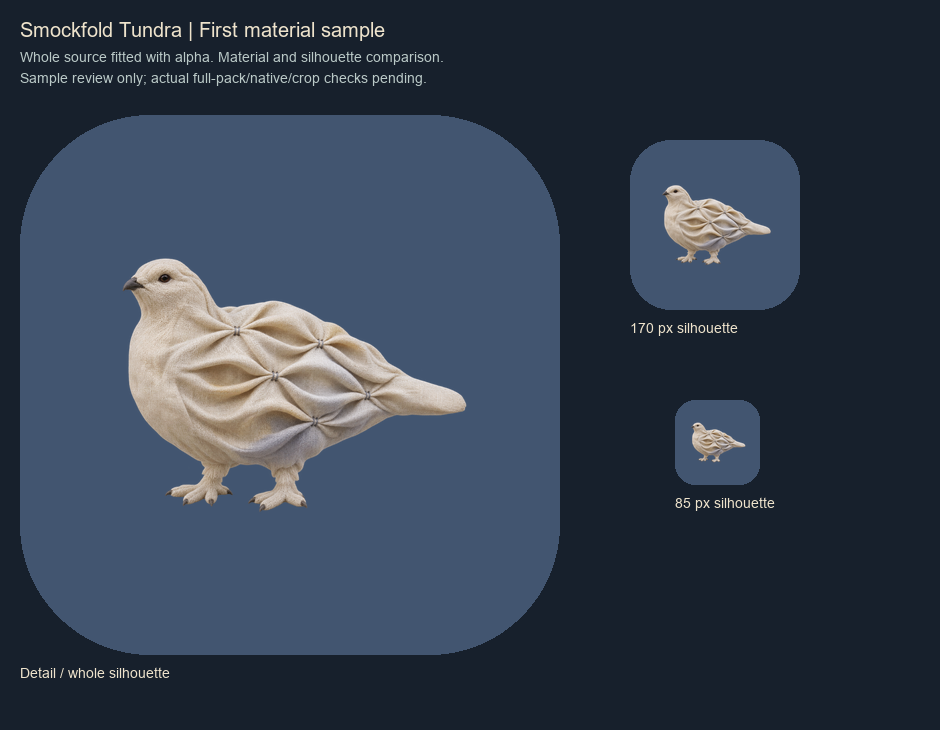 Smockfold Tundra | First material sample
Whole source fitted with alpha. Material and silhouette comparison.
Sample review only; actual full-pack/native/crop checks pending.
170 px silhouette
85 px silhouette
Detail / whole silhouette